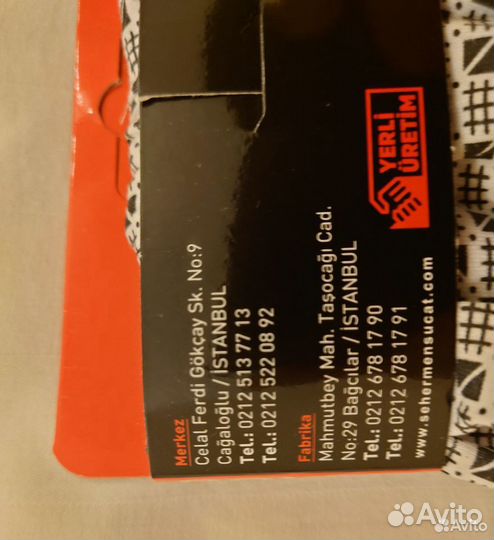 YERLİ
ÜRETİM
Merkez
Celal Ferdi Gökçay Sk. No:9
Cağaloğlu / İSTANBUL
Tel.: 0212 513 77 13
Tel.: 0212 522 08 92
Fabrika
Mahmutbey Mah. Taşocağı Cad.
No:29 Bağcılar / İSTANBUL
Tel.: 0212 678 17 90
Tel.: 0212 678 17 91
www.sehermensucat.com
Avito
Avito